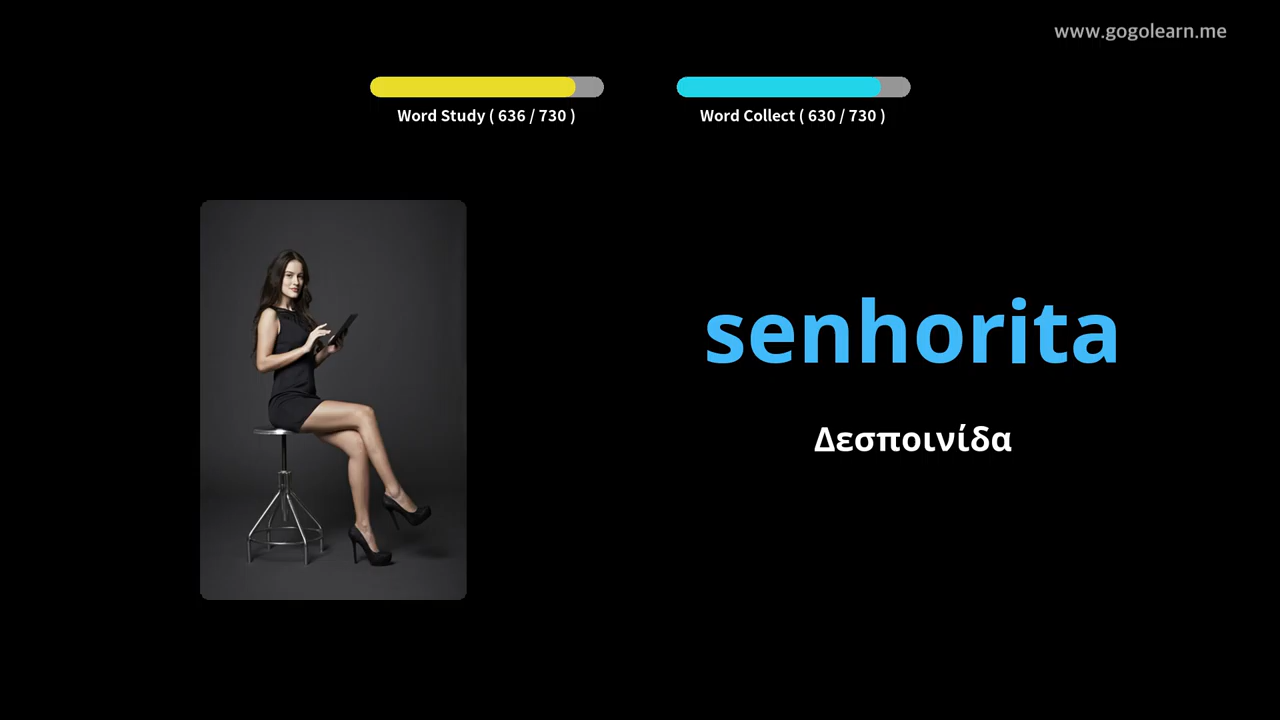 www.gogolearn.me
Word Study ( 636 / 730 )
Word Collect ( 630 / 730 )
senhorita
Δεσποινίδα